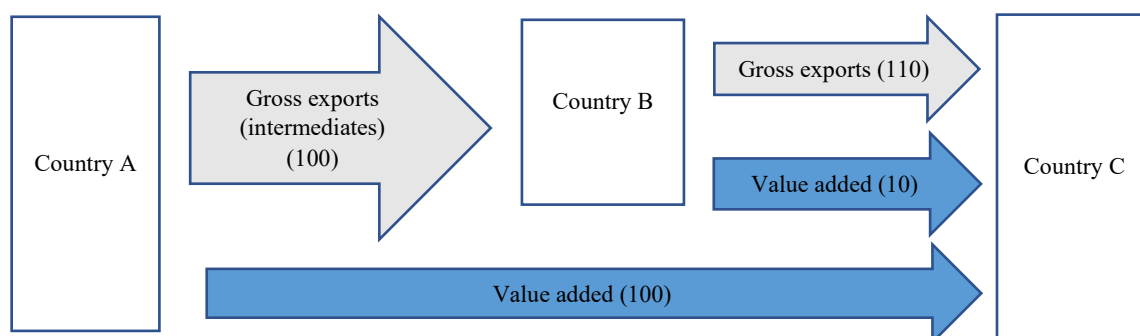 Country A
Gross exports
(intermediates)
(100)
Country B
Gross exports (110)
Value added (10)
Country C
Value added (100)